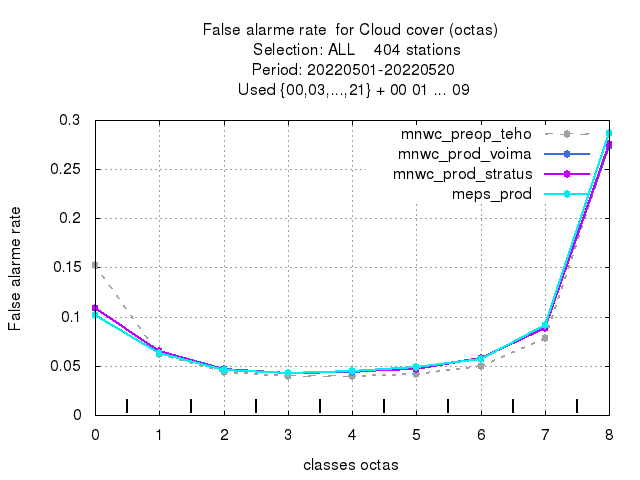 False alarme rate  for Cloud cover (octas)
Selection: ALL    404 stations
Period: 20220501-20220520
Used {00,03,...,21} + 00 01 ... 09
mnwc_preop_teho
mnwc_prod_voima
mnwc_prod_stratus
meps_prod
0.3
0.25
0.2
0.15
0.1
0.05
0
False alarme rate
0 1 2 3 4 5 6 7 8
classes octas